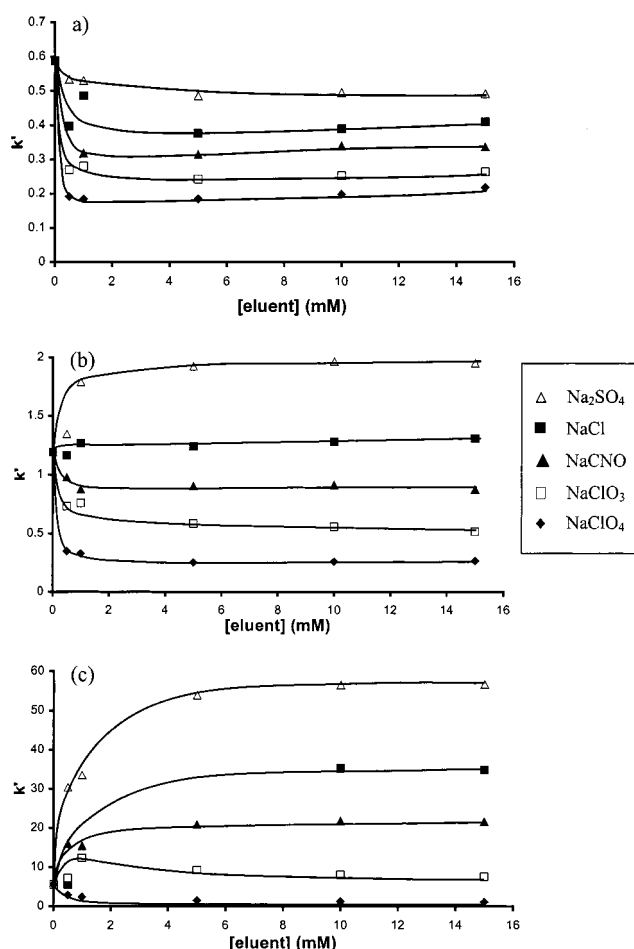 a)
0.7
0.6
0.5
0.4
0.3
0.2
0.1
0
k'
0 2 4 6 8 10 12 14 16
[eluent] (mM)
(b)
2
1.5
1
0.5
0
k'
0 2 4 6 8 10 12 14 16
[eluent] (mM)
Na₂SO₄
NaCl
NaCNO
NaClO₃
NaClO₄
(c)
60
50
40
30
20
10
0
k'
0 2 4 6 8 10 12 14 16
[eluent] (mM)